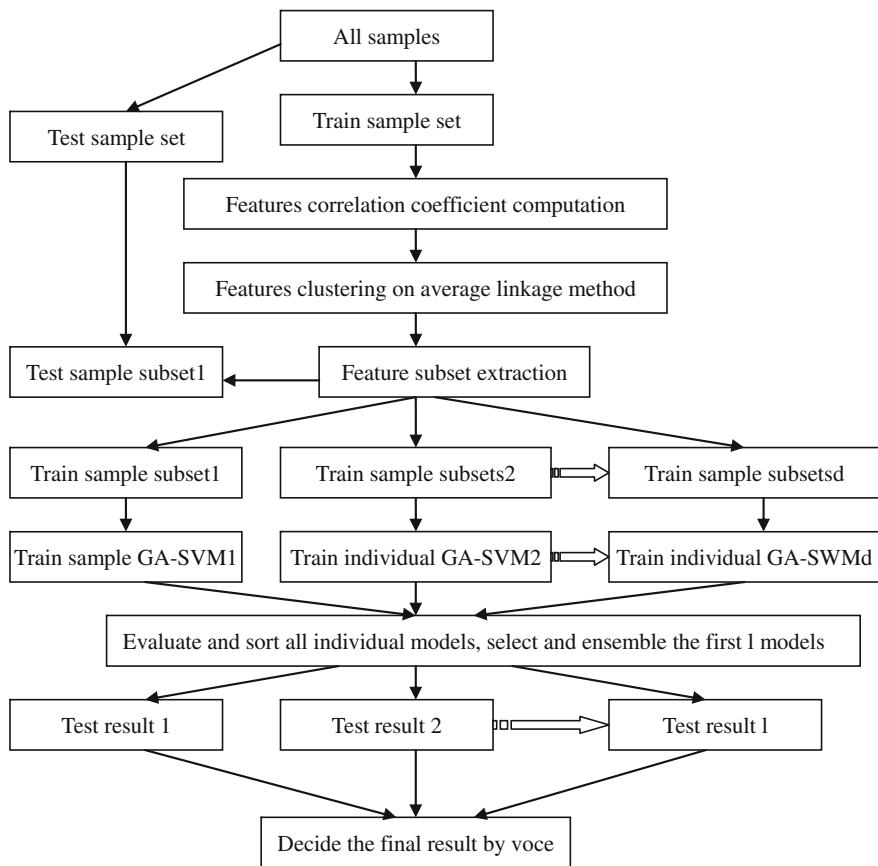 All samples
Test sample set
Train sample set
Features correlation coefficient computation
Features clustering on average linkage method
Test sample subset1
Feature subset extraction
Train sample subset1
Train sample subsets2
Train sample subsetsd
Train sample GA-SVM1
Train individual GA-SVM2
Train individual GA-SWMd
Evaluate and sort all individual models, select and ensemble the first l models
Test result 1
Test result 2
Test result l
Decide the final result by voce